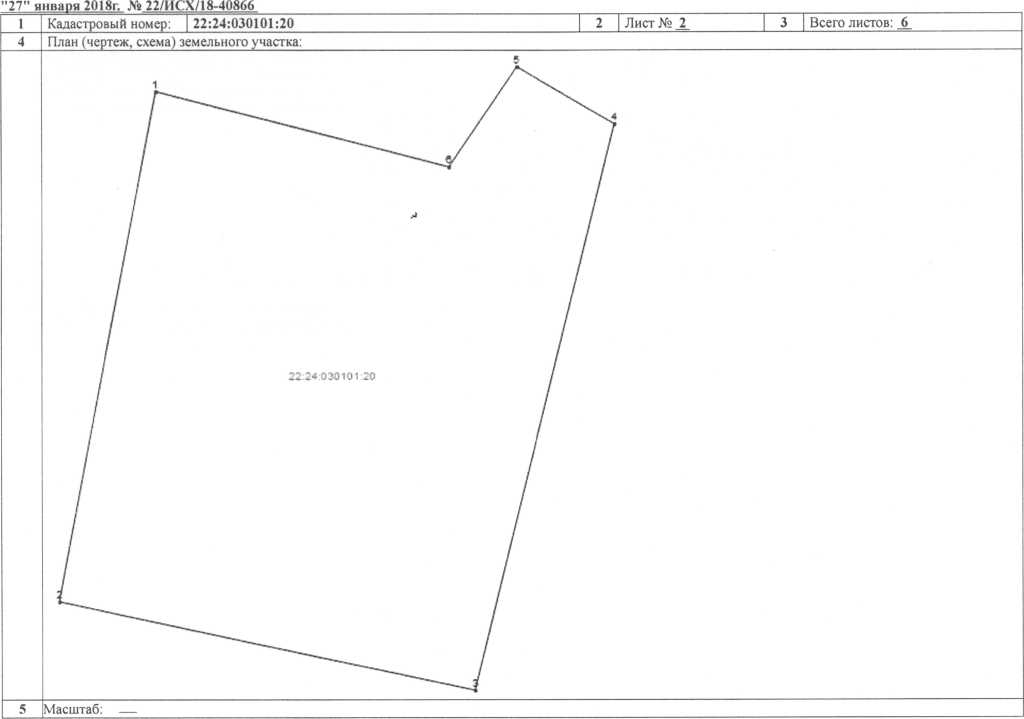 "27" января 2018г. № 22/ИСХ/18-40866
1 Кадастровый номер: 22:24:030101:20 2 Лист № 2 3 Всего листов: 6
4 План (чертеж, схема) земельного участка:
5
1
4
6
22:24:030101:20
2
3
5 Масштаб: __